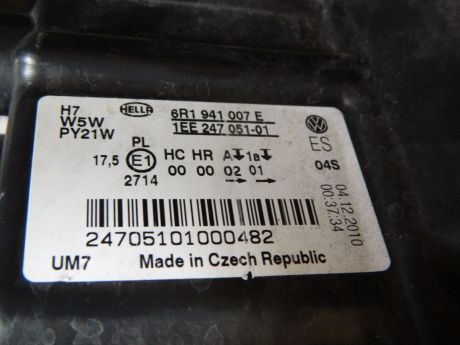 H7 HELLA 6R1 941 007 E
W5W 1EE 247 051-01
PY21W ES
PL HC HR A 1a 04S
17,5 E1 00 00 02 01
2714
04.12.2010
00:37:34
24705101000482
UM7 Made in Czech Republic